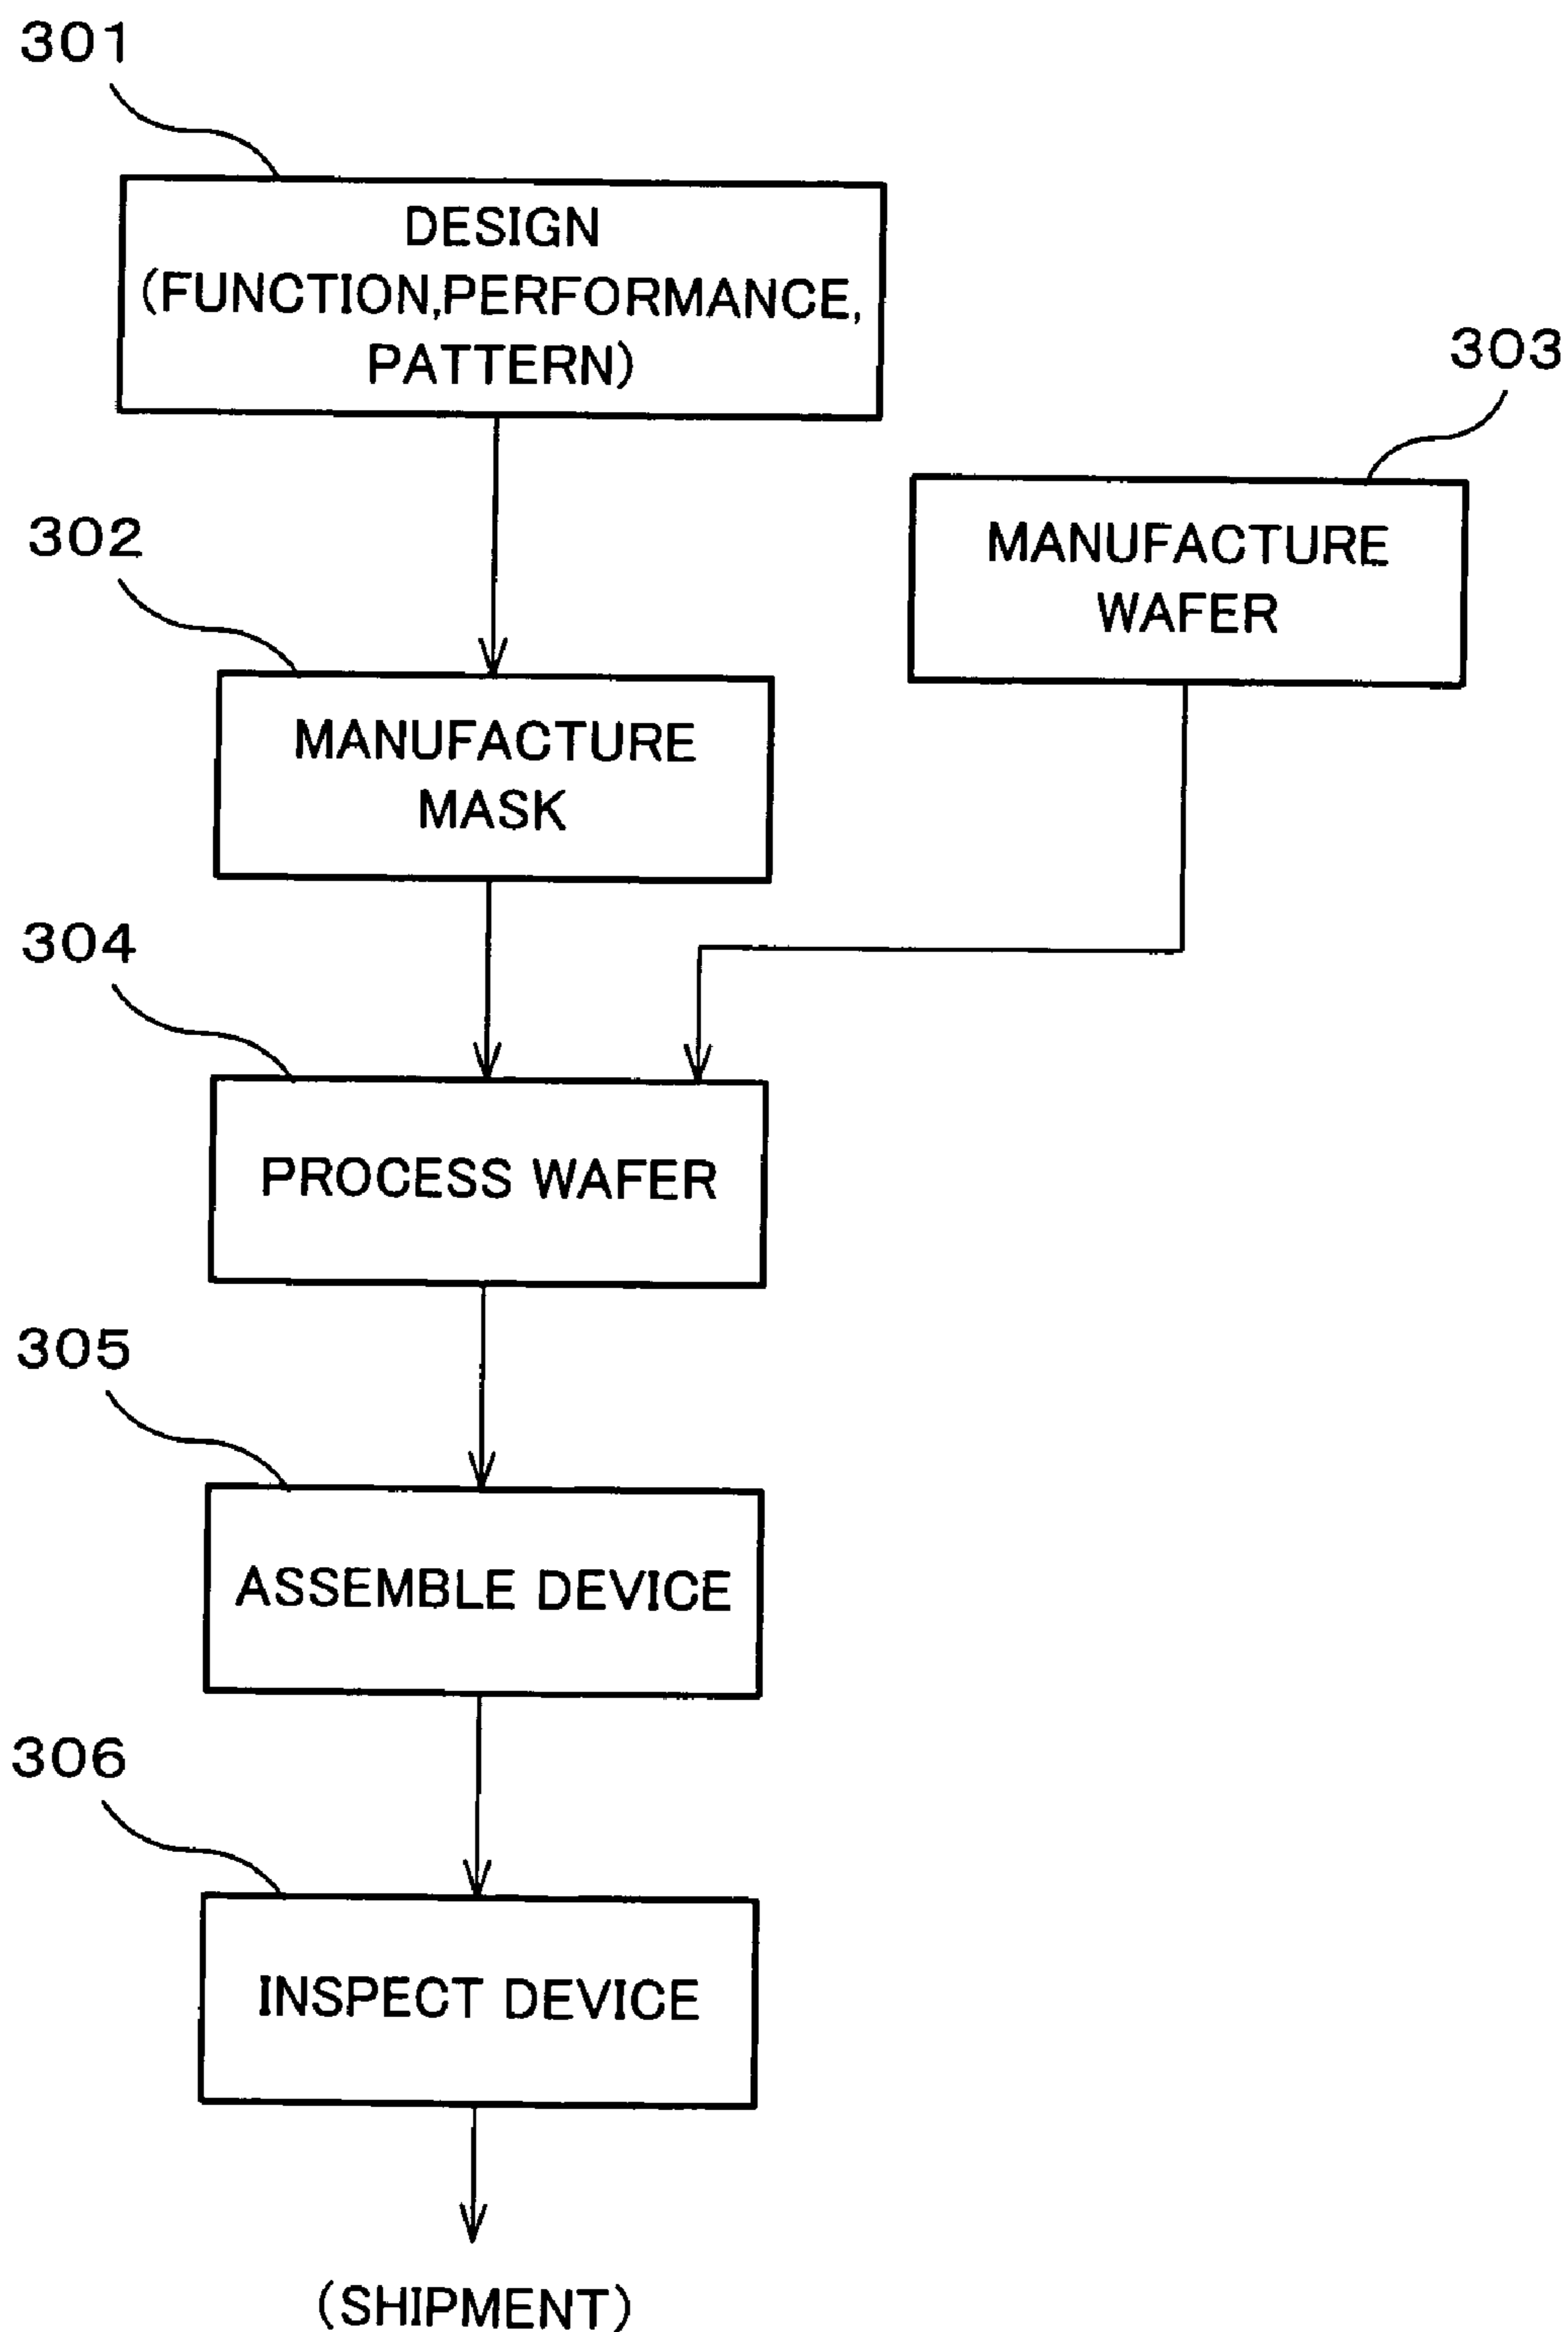 301
DESIGN
(FUNCTION,PERFORMANCE,
PATTERN)
303
MANUFACTURE
WAFER
302
MANUFACTURE
MASK
304
PROCESS WAFER
305
ASSEMBLE DEVICE
306
INSPECT DEVICE
(SHIPMENT)